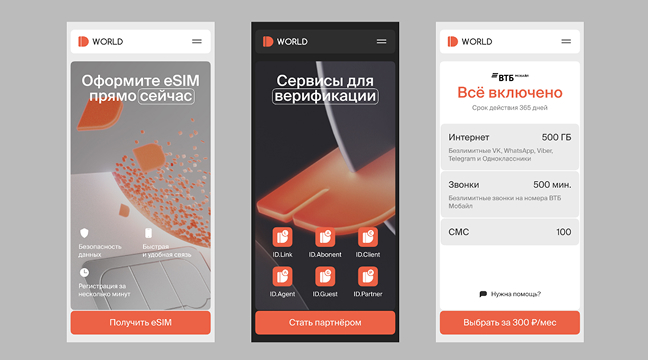 WORLD
Оформите eSIM
прямо сейчас
Безопасность
данных
Быстрая
и удобная связь
Регистрация за
несколько минут
Получить eSIM
WORLD
Сервисы для
верификации
ID.Link
ID.Abonent
ID.Client
ID.Agent
ID.Guest
ID.Partner
Стать партнёром
WORLD
ВТБ МОБАЙЛ
Всё включено
Срок действия 365 дней
Интернет 500 ГБ
Безлимитные VK, WhatsApp, Viber,
Telegram и Одноклассники
Звонки 500 мин.
Безлимитные звонки на номера ВТБ
Мобайл
СМС 100
Нужна помощь?
Выбрать за 300 ₽/мес